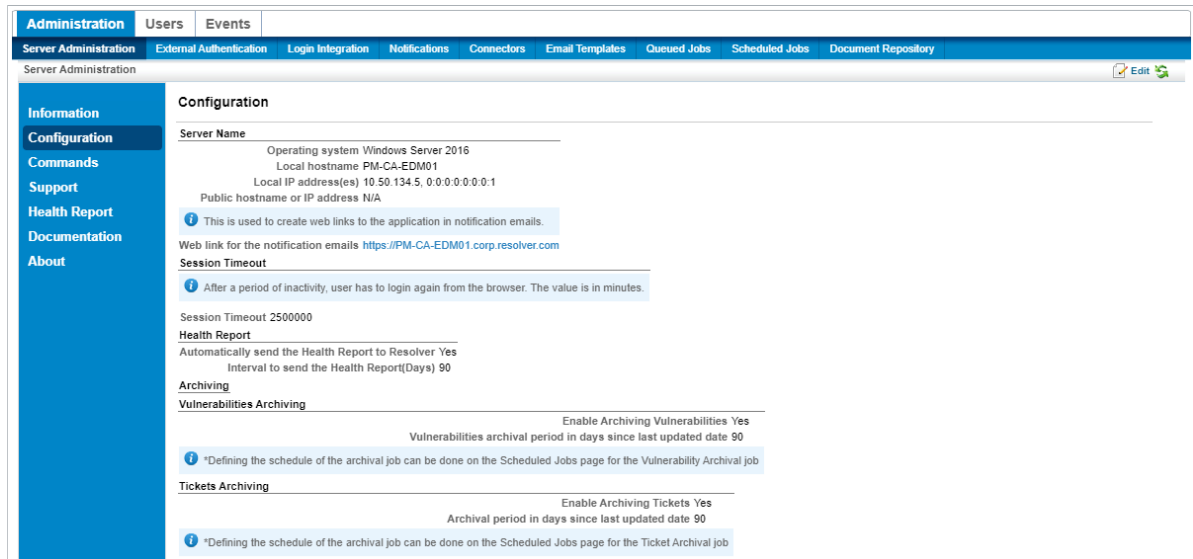 Administration Users Events
Server Administration External Authentication Login Integration Notifications Connectors Email Templates Queued Jobs Scheduled Jobs Document Repository
Server Administration Edit
Information
Configuration
Commands
Support
Health Report
Documentation
About
Configuration
Server Name
Operating system Windows Server 2016
Local hostname PM-CA-EDM01
Local IP address(es) 10.50.134.5, 0:0:0:0:0:0:0:1
Public hostname or IP address N/A
This is used to create web links to the application in notification emails.
Web link for the notification emails https://PM-CA-EDM01.corp.resolver.com
Session Timeout
After a period of inactivity, user has to login again from the browser. The value is in minutes.
Session Timeout 2500000
Health Report
Automatically send the Health Report to Resolver Yes
Interval to send the Health Report(Days) 90
Archiving
Vulnerabilities Archiving
Enable Archiving Vulnerabilities Yes
Vulnerabilities archival period in days since last updated date 90
*Defining the schedule of the archival job can be done on the Scheduled Jobs page for the Vulnerability Archival job
Tickets Archiving
Enable Archiving Tickets Yes
Archival period in days since last updated date 90
*Defining the schedule of the archival job can be done on the Scheduled Jobs page for the Ticket Archival job